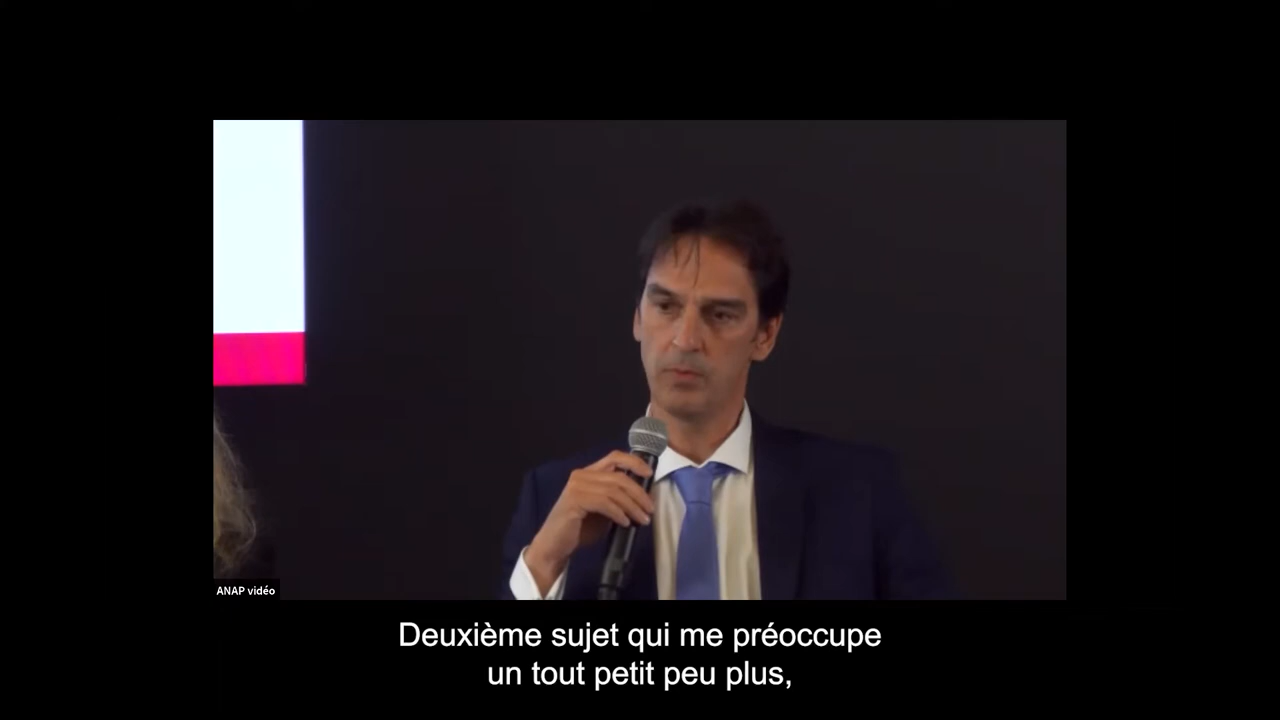 ANAP vidéo
Deuxième sujet qui me préoccupe
un tout petit peu plus,